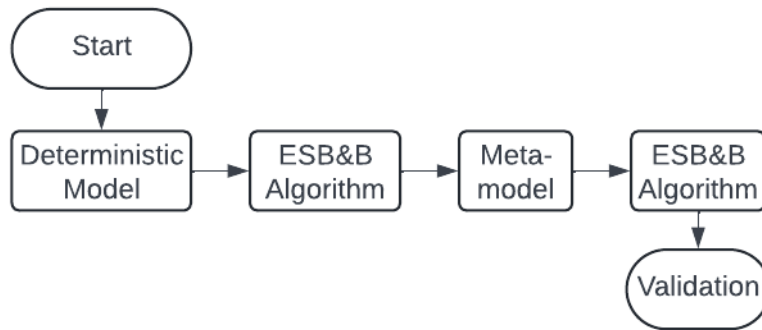 Start
Deterministic
Model
ESB&B
Algorithm
Meta-
model
ESB&B
Algorithm
Validation